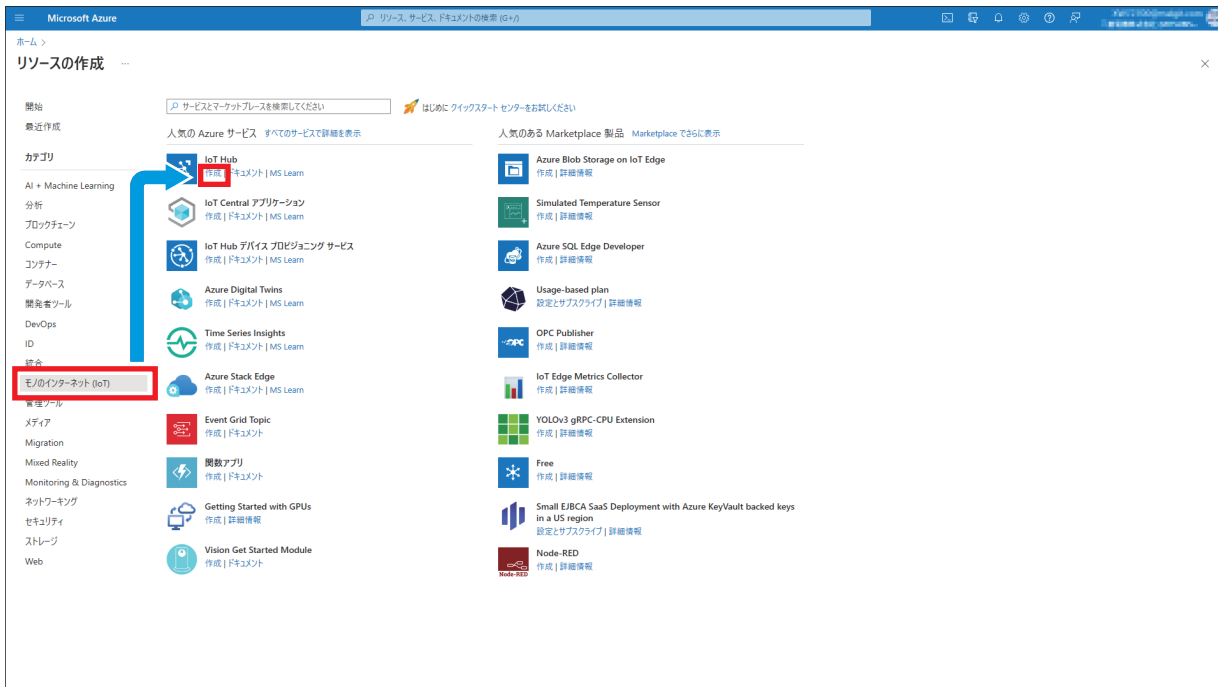 Microsoft Azure
リソース、サービス、ドキュメントの検索 (G+/)
ホーム >
リソースの作成 …
開始
最近作成
カテゴリ
AI + Machine Learning
分析
ブロックチェーン
Compute
コンテナー
データベース
開発者ツール
DevOps
ID
統合
モノのインターネット (IoT)
管理ツール
メディア
Migration
Mixed Reality
Monitoring & Diagnostics
ネットワーキング
セキュリティ
ストレージ
Web
サービスとマーケットプレースを検索してください
はじめに クイックスタート センターをお試しください
人気の Azure サービス すべてのサービスで詳細を表示
IoT Hub
作成 | ドキュメント | MS Learn
IoT Central アプリケーション
作成 | ドキュメント | MS Learn
IoT Hub デバイス プロビジョニング サービス
作成 | ドキュメント | MS Learn
Azure Digital Twins
作成 | ドキュメント | MS Learn
Time Series Insights
作成 | ドキュメント | MS Learn
Azure Stack Edge
作成 | ドキュメント | MS Learn
Event Grid Topic
作成 | ドキュメント
関数アプリ
作成 | ドキュメント
Getting Started with GPUs
作成 | 詳細情報
Vision Get Started Module
作成 | ドキュメント
人気のある Marketplace 製品 Marketplace でさらに表示
Azure Blob Storage on IoT Edge
作成 | 詳細情報
Simulated Temperature Sensor
作成 | 詳細情報
Azure SQL Edge Developer
作成 | 詳細情報
Usage-based plan
設定とサブスクライブ | 詳細情報
OPC
OPC Publisher
作成 | 詳細情報
IoT Edge Metrics Collector
作成 | 詳細情報
YOLOv3 gRPC-CPU Extension
作成 | 詳細情報
Free
作成 | 詳細情報
Small EJBCA SaaS Deployment with Azure KeyVault backed keys
in a US region
設定とサブスクライブ | 詳細情報
Node-RED
Node-RED
作成 | 詳細情報